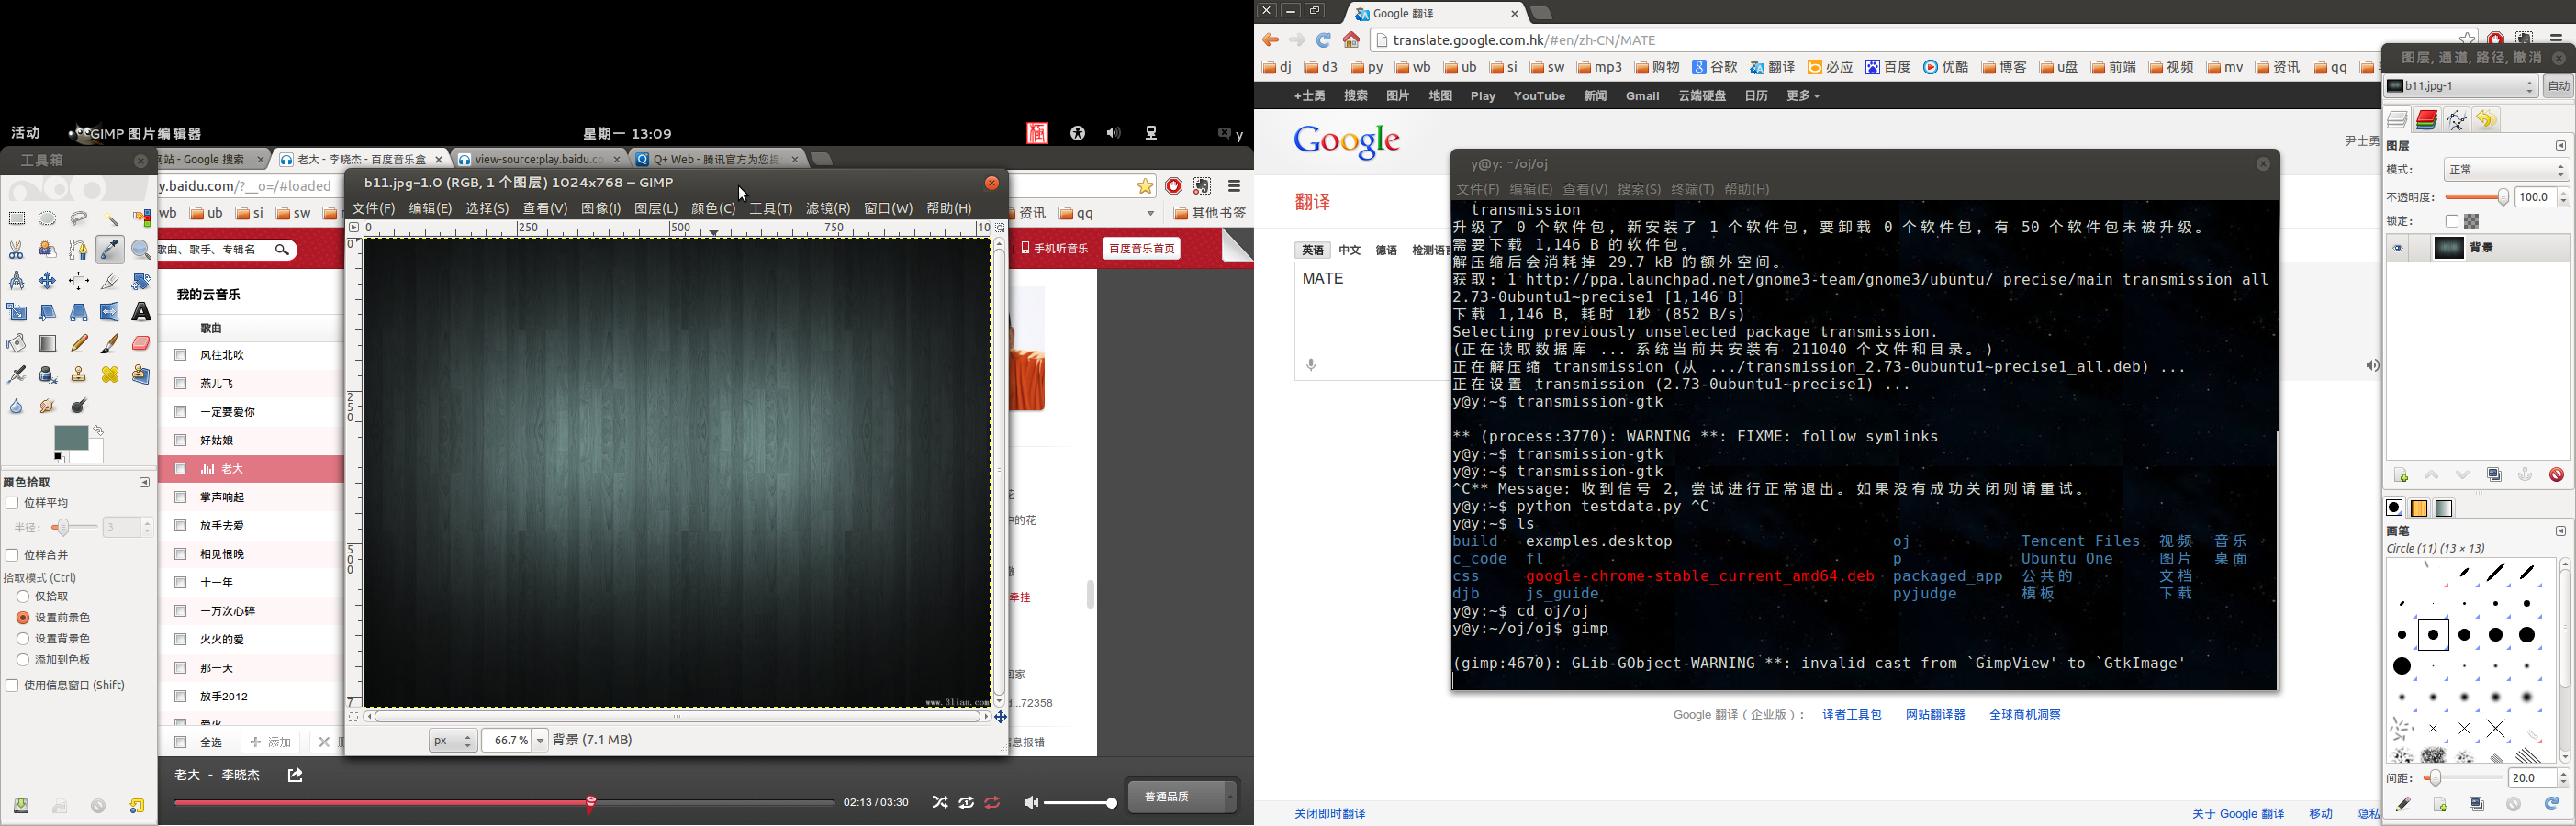 活动
GIMP 图片编辑器
星期一 13:09
y
工具箱
网站 - Google 搜索
老大 - 李晓杰 - 百度音乐盒
view-source:play.baidu.co
Q+ Web - 腾讯官方为您提
y.baidu.com/?__o=/#loaded
wb
ub
si
sw
资讯
qq
其他书签
b11.jpg-1.0 (RGB, 1 个图层) 1024x768 – GIMP
文件(F) 编辑(E) 选择(S) 查看(V) 图像(I) 图层(L) 颜色(C) 工具(T) 滤镜(R) 窗口(W) 帮助(H)
0 250 500 750 10
歌曲、歌手、专辑名
手机听音乐
百度音乐首页
我的云音乐
歌曲
风往北吹
燕儿飞
一定要爱你
好姑娘
老大
掌声响起
放手去爱
相见恨晚
十一年
一万次心碎
火火的爱
那一天
放手2012
爱火
全选
添加
颜色拾取
位样平均
半径: 3
位样合并
拾取模式 (Ctrl)
仅拾取
设置前景色
设置背景色
添加到色板
使用信息窗口 (Shift)
中的花
牵挂
回家
d...72358
信息报错
www.3lian.com
px
66.7 %
背景 (7.1 MB)
老大 - 李晓杰
02:13 / 03:30
普通品质
Google 翻译
translate.google.com.hk/#en/zh-CN/MATE
dj d3 py wb ub si sw mp3 购物 谷歌 翻译 必应 百度 优酷 博客 u盘 前端 视频 mv 资讯 qq
+士勇 搜索 图片 地图 Play YouTube 新闻 Gmail 云端硬盘 日历 更多
Google
尹士勇
翻译
英语 中文 德语 检测语言
MATE
y@y: ~/oj/oj
文件(F) 编辑(E) 查看(V) 搜索(S) 终端(T) 帮助(H)
transmission
升级了 0 个软件包，新安装了 1 个软件包，要卸载 0 个软件包，有 50 个软件包未被升级。
需要下载 1,146 B 的软件包。
解压缩后会消耗掉 29.7 kB 的额外空间。
获取：1 http://ppa.launchpad.net/gnome3-team/gnome3/ubuntu/ precise/main transmission all
2.73-0ubuntu1~precise1 [1,146 B]
下载 1,146 B，耗时 1秒 (852 B/s)
Selecting previously unselected package transmission.
(正在读取数据库 ... 系统当前共安装有 211040 个文件和目录。)
正在解压缩 transmission (从 .../transmission_2.73-0ubuntu1~precise1_all.deb) ...
正在设置 transmission (2.73-0ubuntu1~precise1) ...
y@y:~$ transmission-gtk
** (process:3770): WARNING **: FIXME: follow symlinks
y@y:~$ transmission-gtk
y@y:~$ transmission-gtk
^C** Message: 收到信号 2，尝试进行正常退出。如果没有成功关闭则请重试。
y@y:~$ python testdata.py ^C
y@y:~$ ls
build examples.desktop oj Tencent Files 视频 音乐
c_code fl p Ubuntu One 图片 桌面
css google-chrome-stable_current_amd64.deb packaged_app 公共的 文档
djb js_guide pyjudge 模板 下载
y@y:~$ cd oj/oj
y@y:~/oj/oj$ gimp
(gimp:4670): GLib-GObject-WARNING **: invalid cast from `GimpView' to `GtkImage'
Google 翻译（企业版）： 译者工具包 网站翻译器 全球商机洞察
关闭即时翻译
关于 Google 翻译 移动 隐私
图层, 通道, 路径, 撤消
b11.jpg-1
自动
图层
模式: 正常
不透明度: 100.0
锁定:
背景
画笔
Circle (11) (13 × 13)
间距: 20.0